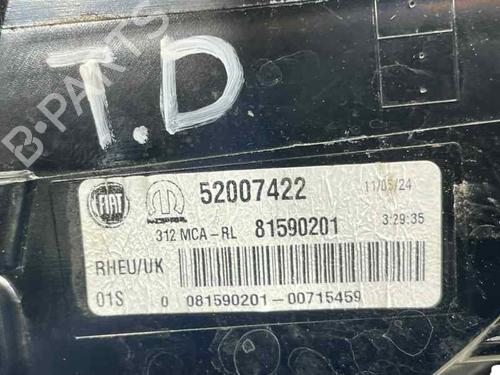 B-PARTS
T.D
FIAT MOPAR 52007422 11/05/24
312 MCA-RL 81590201 3:29:35
RHEU/UK
01S 0 081590201-00715459